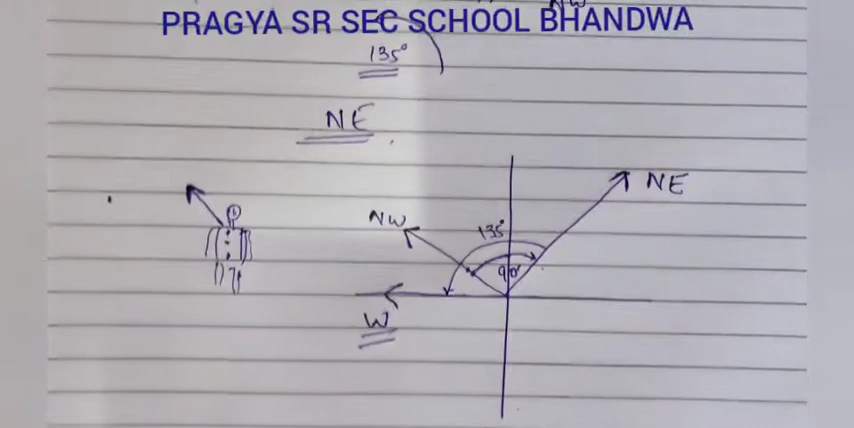 PRAGYA SR SEC SCHOOL BHANDWA
135°
NE
NE
NW
135°
90°
W